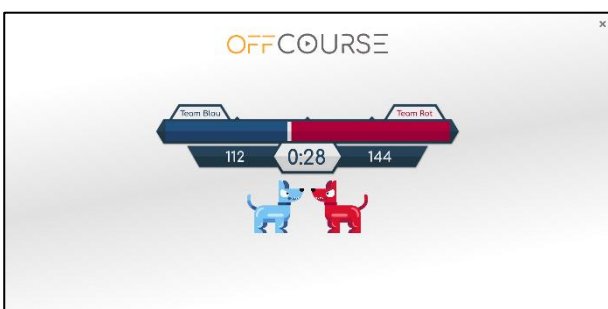 OFFCOURSE
Team Blau
Team Rot
112
0:28
144